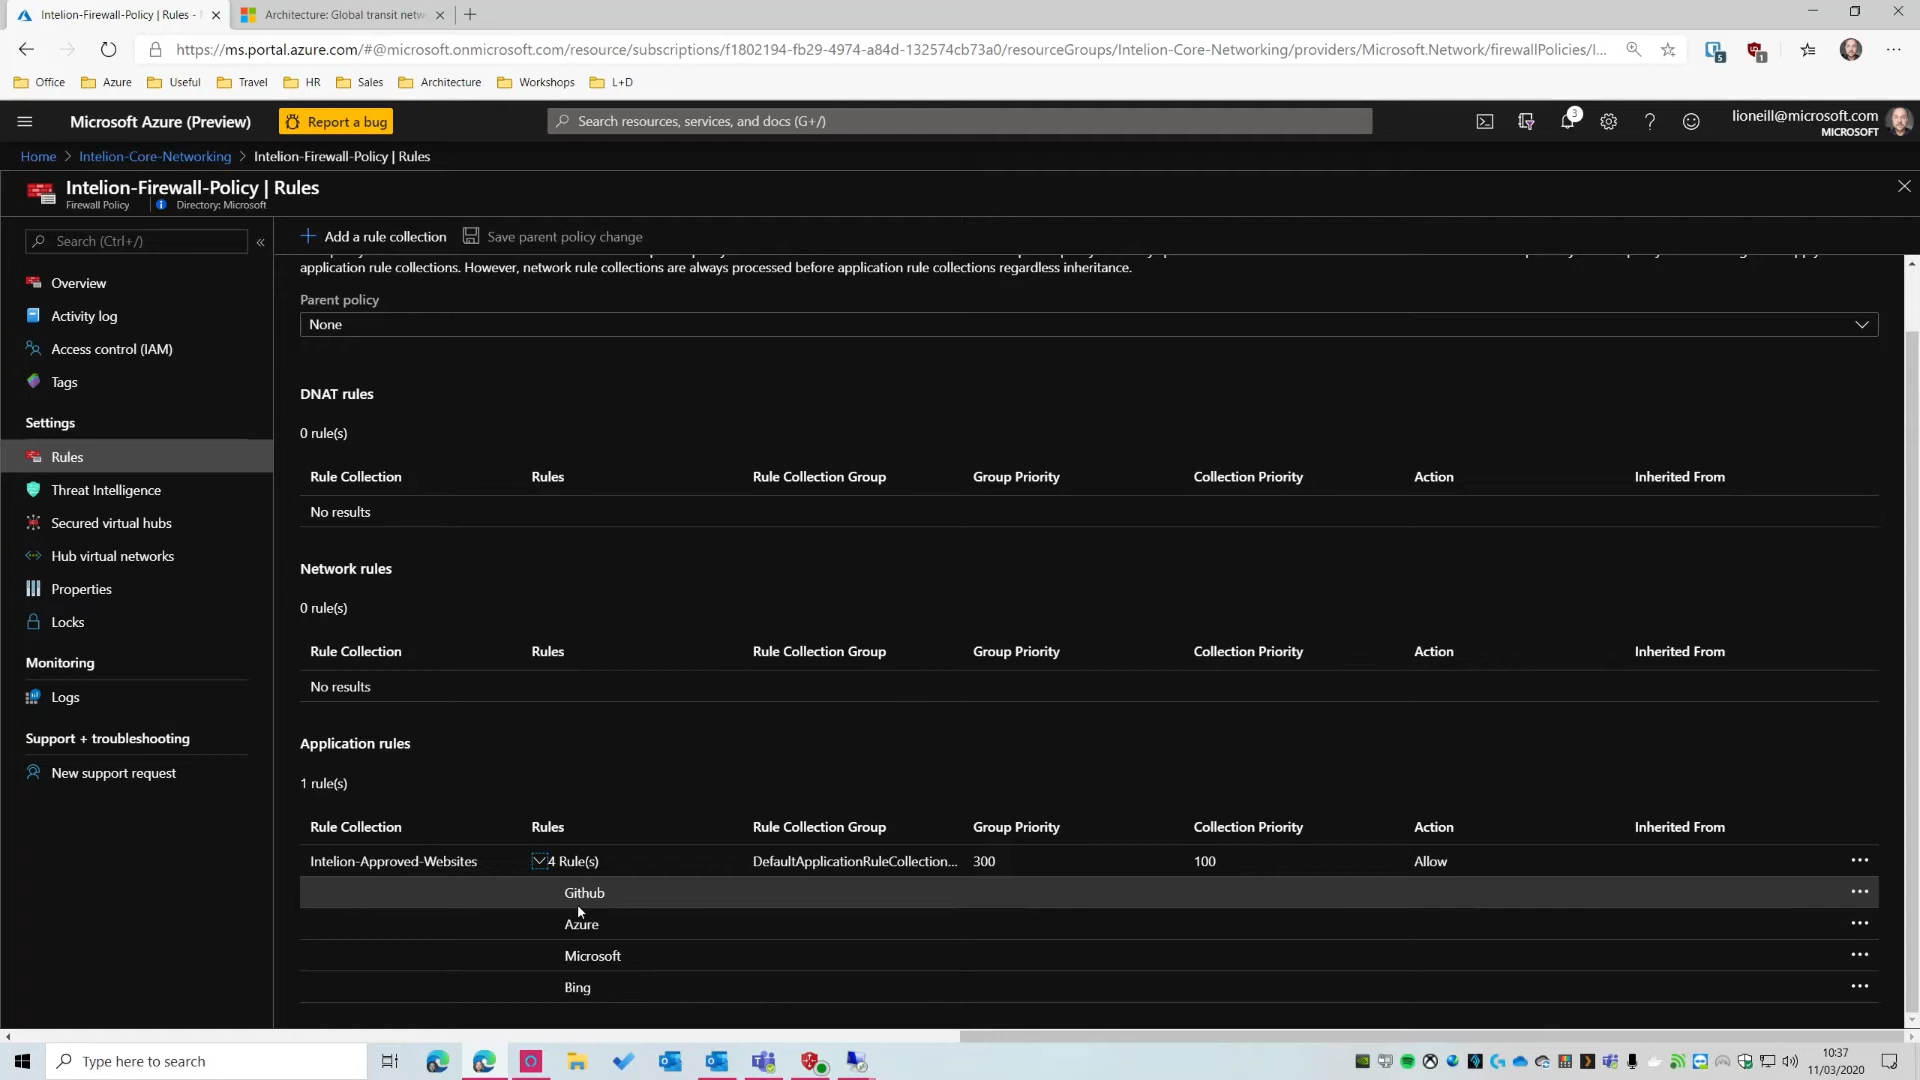 Intelion-Firewall-Policy | Rules -
Architecture: Global transit netw
https://ms.portal.azure.com/#@microsoft.onmicrosoft.com/resource/subscriptions/f1802194-fb29-4974-a84d-132574cb73a0/resourceGroups/Intelion-Core-Networking/providers/Microsoft.Network/firewallPolicies/I...
5
1
Office
Azure
Useful
Travel
HR
Sales
Architecture
Workshops
L+D
Microsoft Azure (Preview)
Report a bug
Search resources, services, and docs (G+/)
3
lioneill@microsoft.com
MICROSOFT
Home > Intelion-Core-Networking > Intelion-Firewall-Policy | Rules
Intelion-Firewall-Policy | Rules
Firewall Policy
Directory: Microsoft
Search (Ctrl+/)
Add a rule collection
Save parent policy change
Overview
Activity log
Access control (IAM)
Tags
Settings
Rules
Threat Intelligence
Secured virtual hubs
Hub virtual networks
Properties
Locks
Monitoring
Logs
Support + troubleshooting
New support request
application rule collections. However, network rule collections are always processed before application rule collections regardless inheritance.
Parent policy
None
DNAT rules
0 rule(s)
Rule Collection Rules Rule Collection Group Group Priority Collection Priority Action Inherited From
No results
Network rules
0 rule(s)
Rule Collection Rules Rule Collection Group Group Priority Collection Priority Action Inherited From
No results
Application rules
1 rule(s)
Rule Collection Rules Rule Collection Group Group Priority Collection Priority Action Inherited From
Intelion-Approved-Websites 4 Rule(s) DefaultApplicationRuleCollection... 300 100 Allow
Github
Azure
Microsoft
Bing
Type here to search
10:37
11/03/2020